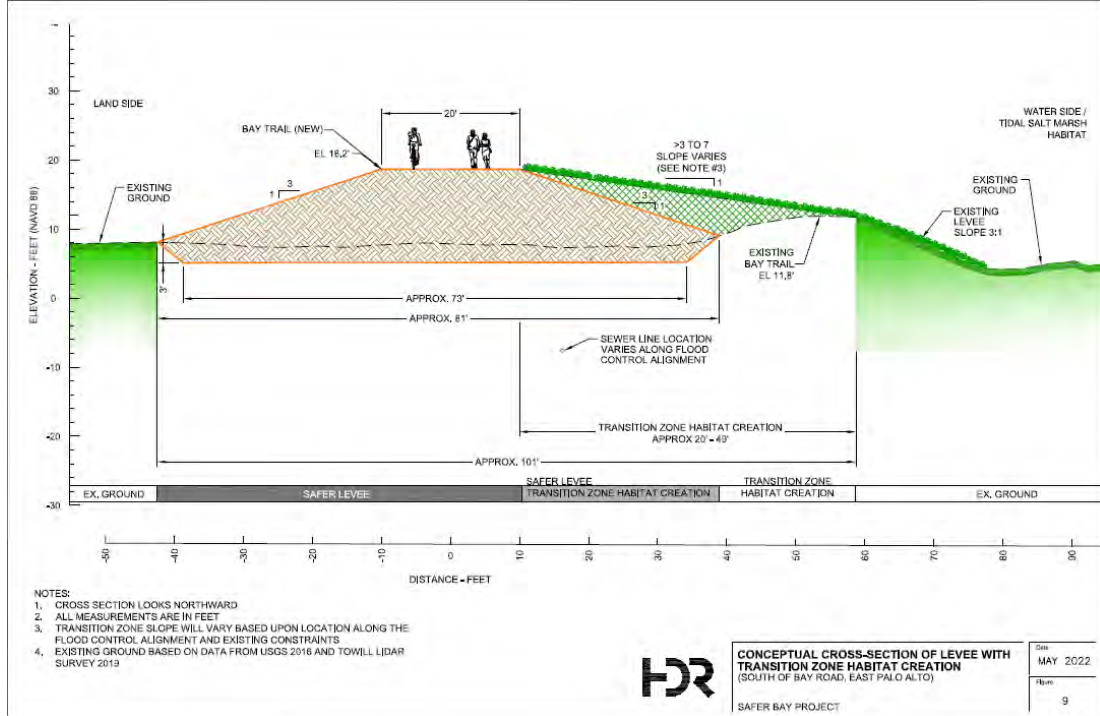 LAND SIDE
20'
WATER SIDE /
TIDAL SALT MARSH
HABITAT
BAY TRAIL (NEW)
EL 18.2'
>3 TO 7
SLOPE VARIES
(SEE NOTE #3)
1
3
1
3
1
EXISTING
GROUND
EXISTING
GROUND
EXISTING
LEVEE
SLOPE 3:1
EXISTING
BAY TRAIL
EL 11.8'
3'
APPROX. 73'
APPROX. 81'
SEWER LINE LOCATION
VARIES ALONG FLOOD
CONTROL ALIGNMENT
TRANSITION ZONE HABITAT CREATION
APPROX 20' - 49'
APPROX. 101'
ELEVATION - FEET (NAVD 88)
30
20
10
0
-10
-20
-30
EX. GROUND
SAFER LEVEE
SAFER LEVEE
TRANSITION ZONE HABITAT CREATION
TRANSITION ZONE
HABITAT CREATION
EX. GROUND
-50 -40 -30 -20 -10 0 10 20 30 40 50 60 70 80 90
DISTANCE - FEET
NOTES:
1. CROSS SECTION LOOKS NORTHWARD
2. ALL MEASUREMENTS ARE IN FEET
3. TRANSITION ZONE SLOPE WILL VARY BASED UPON LOCATION ALONG THE
FLOOD CONTROL ALIGNMENT AND EXISTING CONSTRAINTS
4. EXISTING GROUND BASED ON DATA FROM USGS 2016 AND TOWILL LIDAR
SURVEY 2019
HDR
CONCEPTUAL CROSS-SECTION OF LEVEE WITH
TRANSITION ZONE HABITAT CREATION
(SOUTH OF BAY ROAD, EAST PALO ALTO)
SAFER BAY PROJECT
Date
MAY 2022
Figure
9